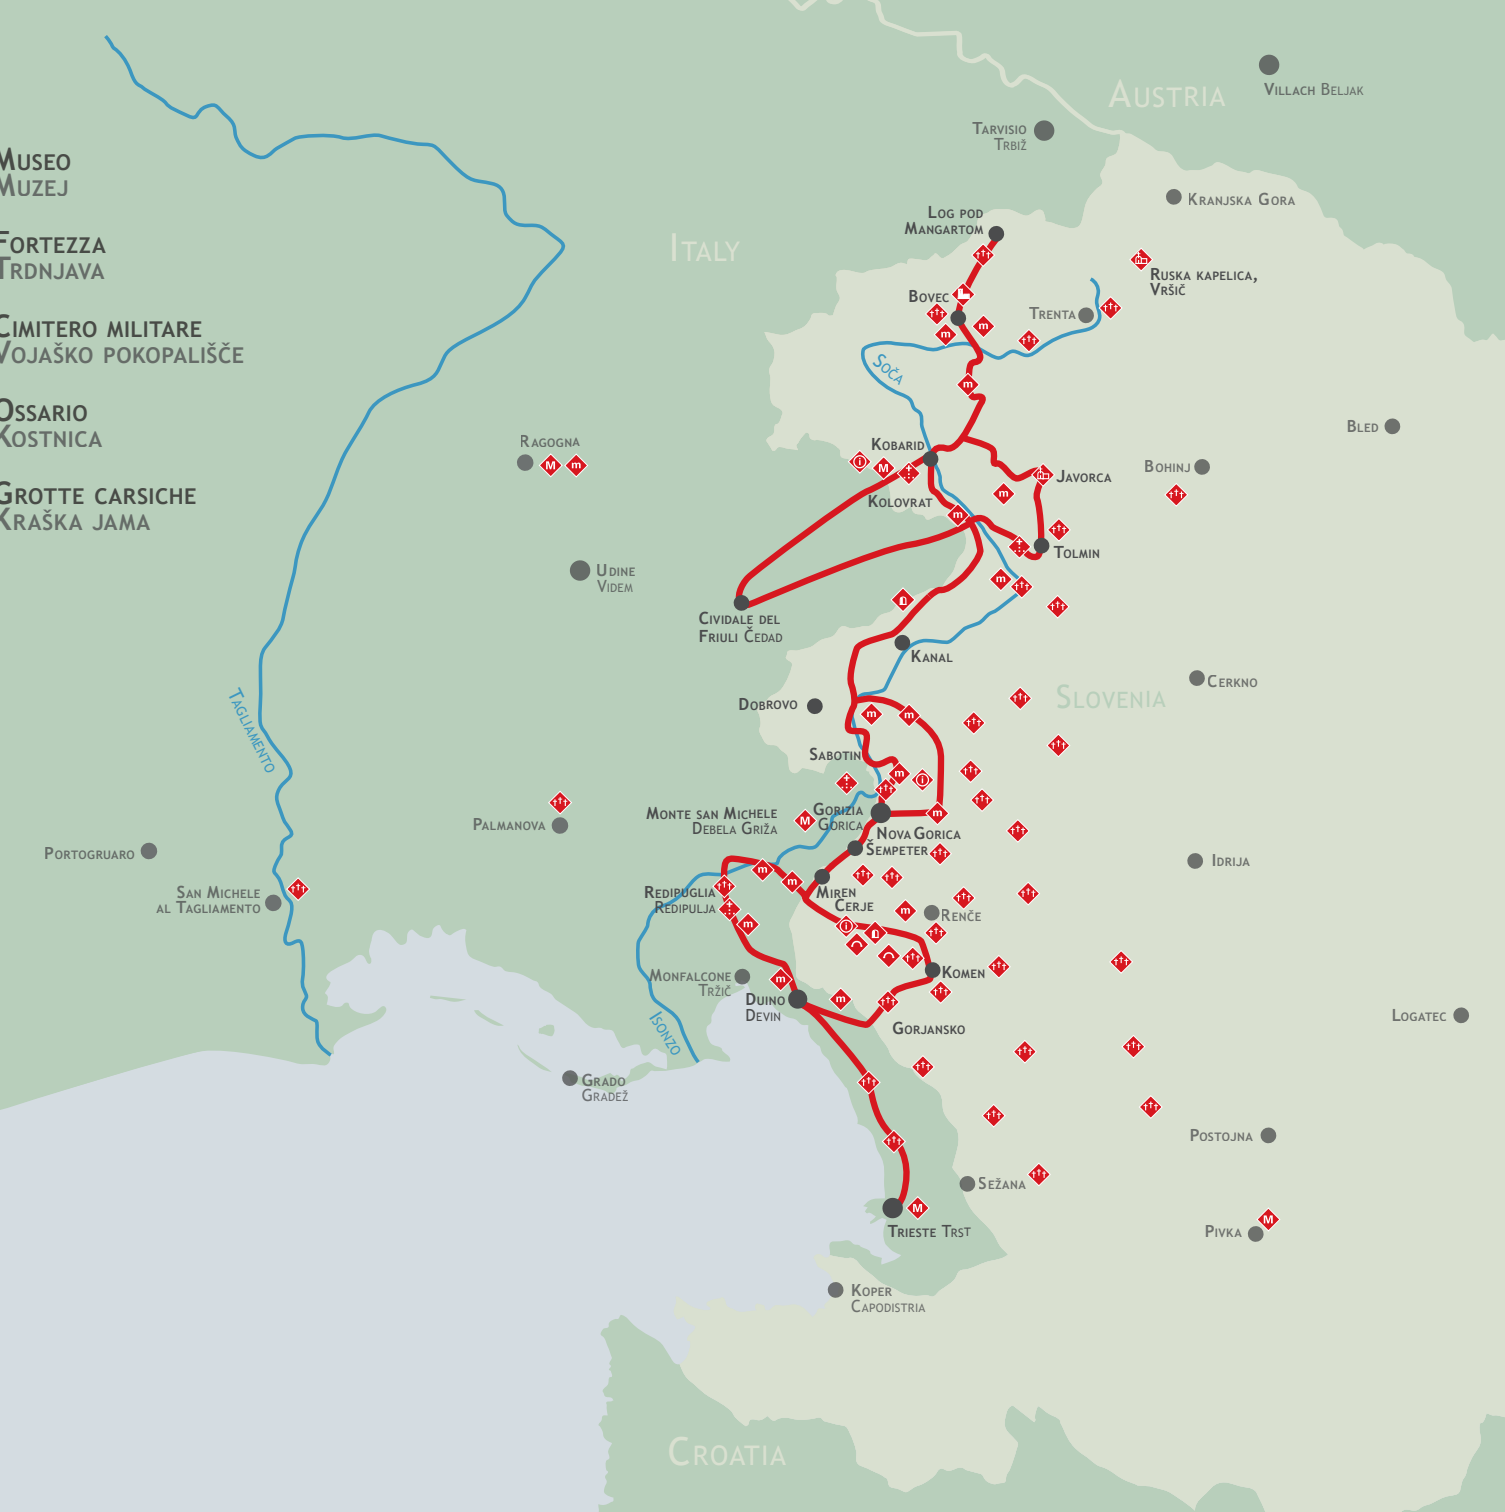 MUSEO
MUZEJ
FORTEZZA
TRDNJAVA
CIMITERO MILITARE
VOJAŠKO POKOPALIŠČE
OSSARIO
KOSTNICA
GROTTE CARSICHE
KRAŠKA JAMA
AUSTRIA
VILLACH BELJAK
TARVISIO
TRBIŽ
KRANJSKA GORA
LOG POD
MANGARTOM
ITALY
RUSKA KAPELICA,
VRŠIČ
BOVEC
TRENTA
SOČA
BLED
KOBARID
RAGOGNA
M
m
BOHINJ
JAVORCA
KOLOVRAT
TOLMIN
UDINE
VIDEM
CIVIDALE DEL
FRIULI ČEDAD
KANAL
CERKNO
SLOVENIA
DOBROVO
TAGLIAMENTO
SABOTIN
MONTE SAN MICHELE
DEBELA GRIŽA
GORIZIA
GORICA
NOVA GORICA
PALMANOVA
ŠEMPETER
PORTOGRUARO
IDRIJA
SAN MICHELE
AL TAGLIAMENTO
REDIPUGLIA
REDIPULJA
MIREN
CERJE
RENČE
MONFALCONE
TRŽIČ
KOMEN
DUINO
DEVIN
ISONZO
GORJANSKO
LOGATEC
GRADO
GRADEŽ
POSTOJNA
SEŽANA
TRIESTE TRST
PIVKA
KOPER
CAPODISTRIA
CROATIA